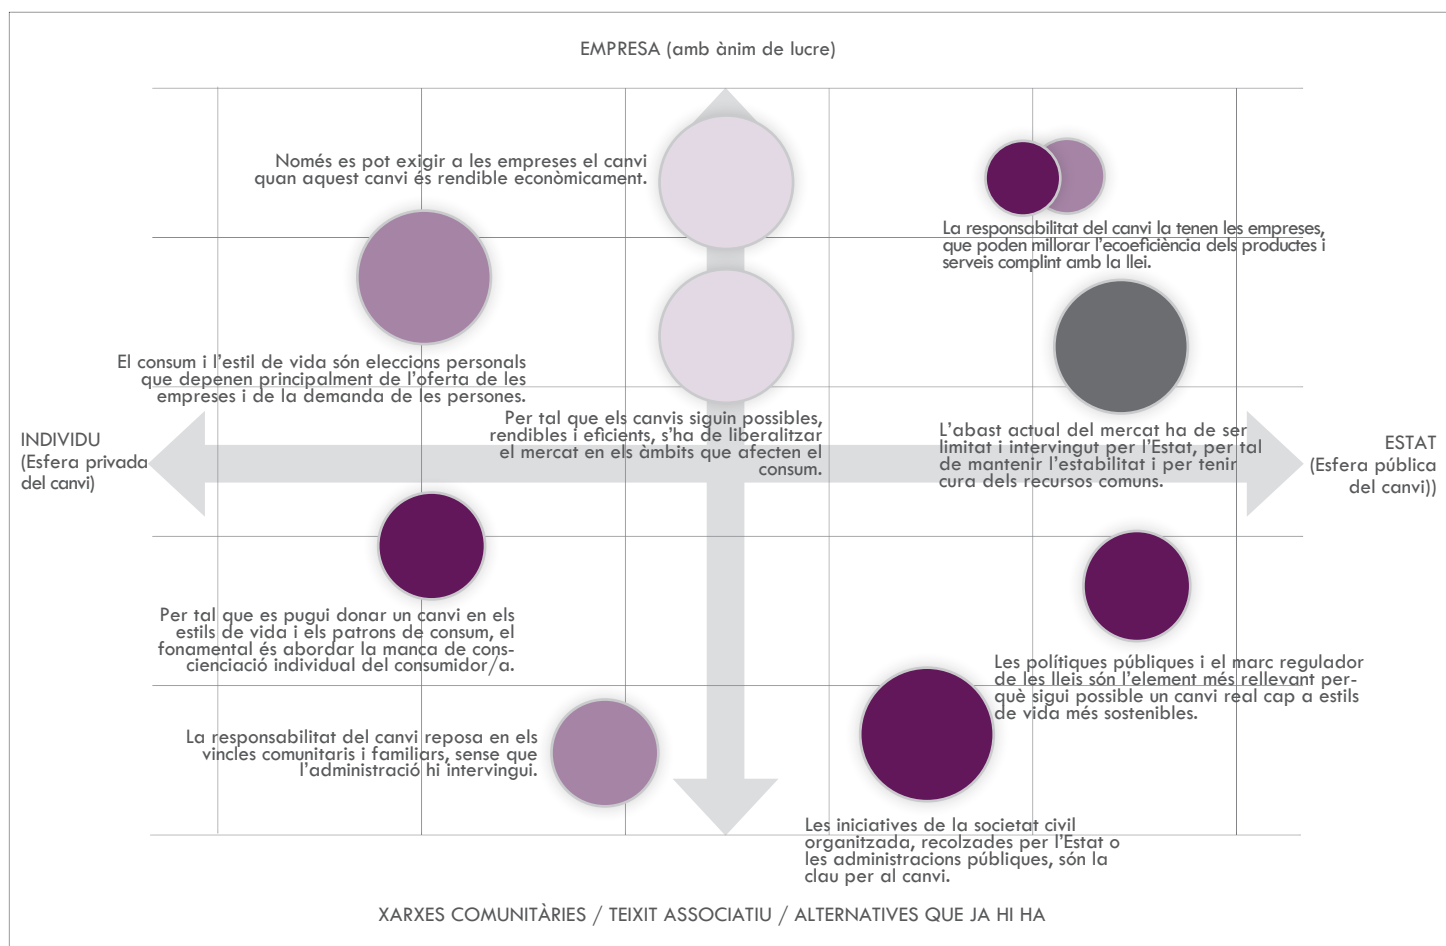 EMPRESA (amb ànim de lucre)
Només es pot exigir a les empreses el canvi
quan aquest canvi és rendible econòmicament.
La responsabilitat del canvi la tenen les empreses,
que poden millorar l'ecoeficiència dels productes i
serveis complint amb la llei.
El consum i l'estil de vida són eleccions personals
que depenen principalment de l'oferta de les
empreses i de la demanda de les persones.
Per tal que els canvis siguin possibles,
rendibles i eficients, s'ha de liberalitzar
el mercat en els àmbits que afecten el
consum.
L'abast actual del mercat ha de ser
limitat i intervingut per l'Estat, per tal
de mantenir l'estabilitat i per tenir
cura dels recursos comuns.
INDIVIDU
(Esfera privada
del canvi)
ESTAT
(Esfera pública
del canvi))
Per tal que es pugui donar un canvi en els
estils de vida i els patrons de consum, el
fonamental és abordar la manca de cons-
cienciació individual del consumidor/a.
Les polítiques públiques i el marc regulador
de les lleis són l'element més rellevant per-
què sigui possible un canvi real cap a estils
de vida més sostenibles.
La responsabilitat del canvi reposa en els
vincles comunitaris i familiars, sense que
l'administració hi intervingui.
Les iniciatives de la societat civil
organitzada, recolzades per l'Estat o
les administracions públiques, són la
clau per al canvi.
XARXES COMUNITÀRIES / TEIXIT ASSOCIATIU / ALTERNATIVES QUE JA HI HA